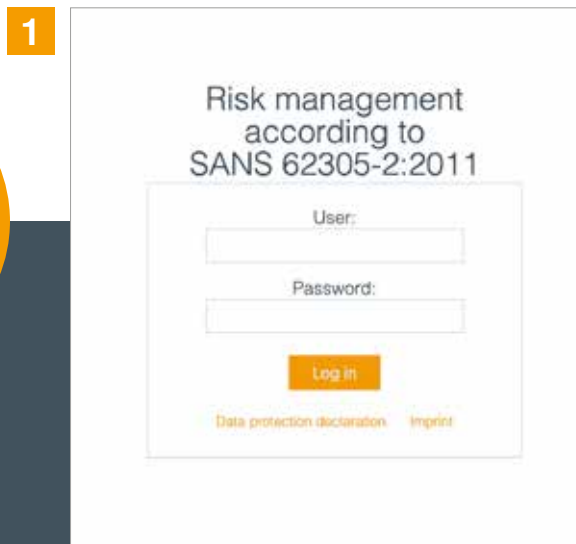 1
Risk management
according to
SANS 62305-2:2011
User:
Password:
Log in
Data protection declaration Imprint